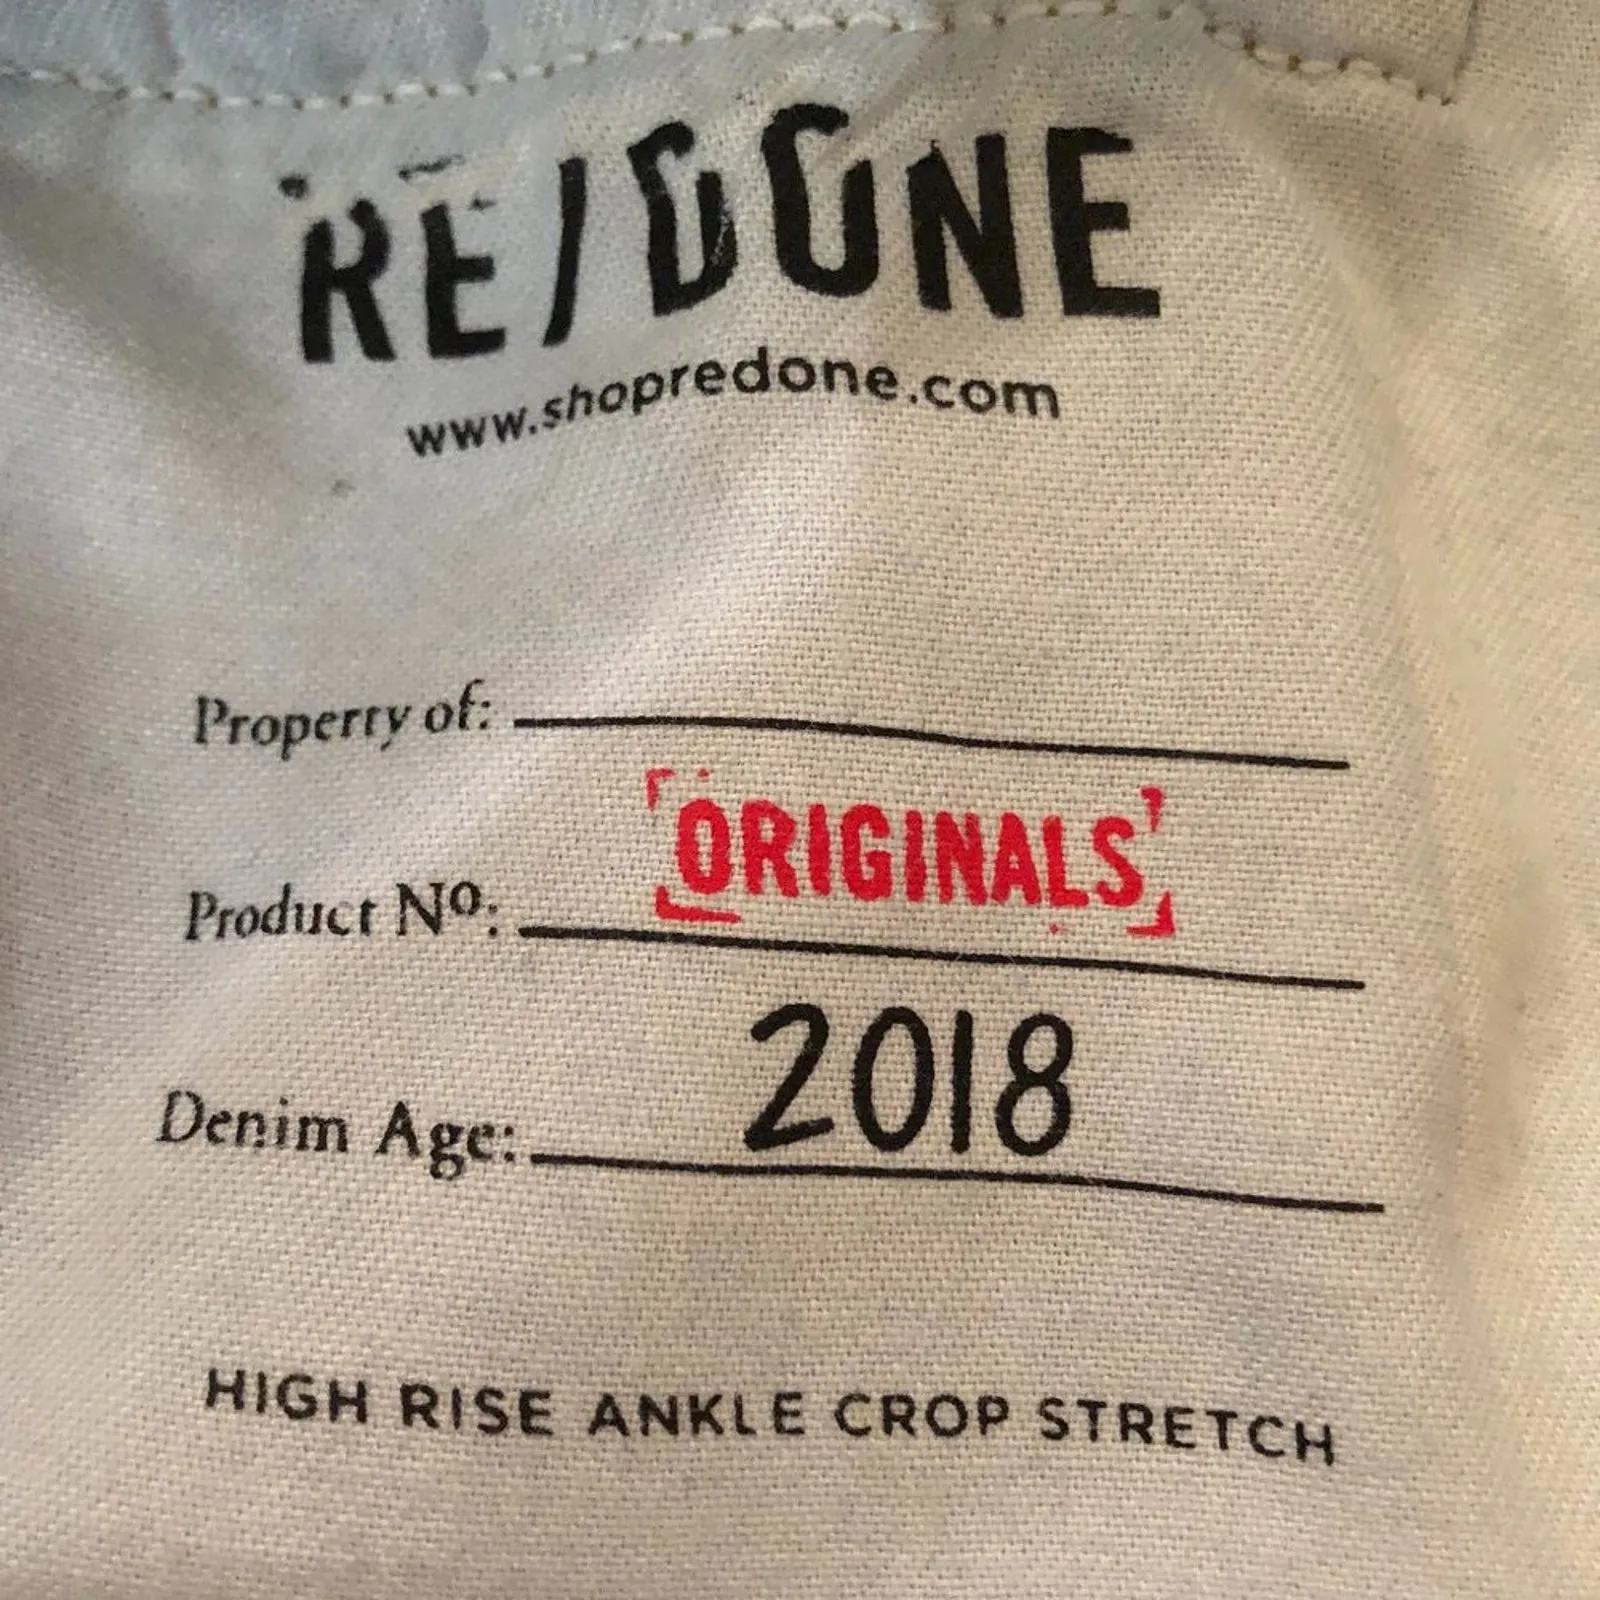 RE/DONE
www.shopredone.com
Property of:
ORIGINALS
Product Nº:
2018
Denim Age:
HIGH RISE ANKLE CROP STRETCH